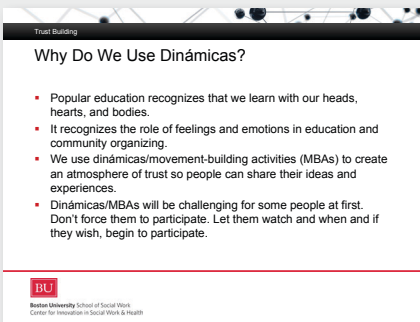 Trust Building
Why Do We Use Dinámicas?
▪ Popular education recognizes that we learn with our heads,
hearts, and bodies.
▪ It recognizes the role of feelings and emotions in education and
community organizing.
▪ We use dinámicas/movement-building activities (MBAs) to create
an atmosphere of trust so people can share their ideas and
experiences.
▪ Dinámicas/MBAs will be challenging for some people at first.
Don't force them to participate. Let them watch and when and if
they wish, begin to participate.
BU
Boston University School of Social Work
Center for Innovation in Social Work & Health